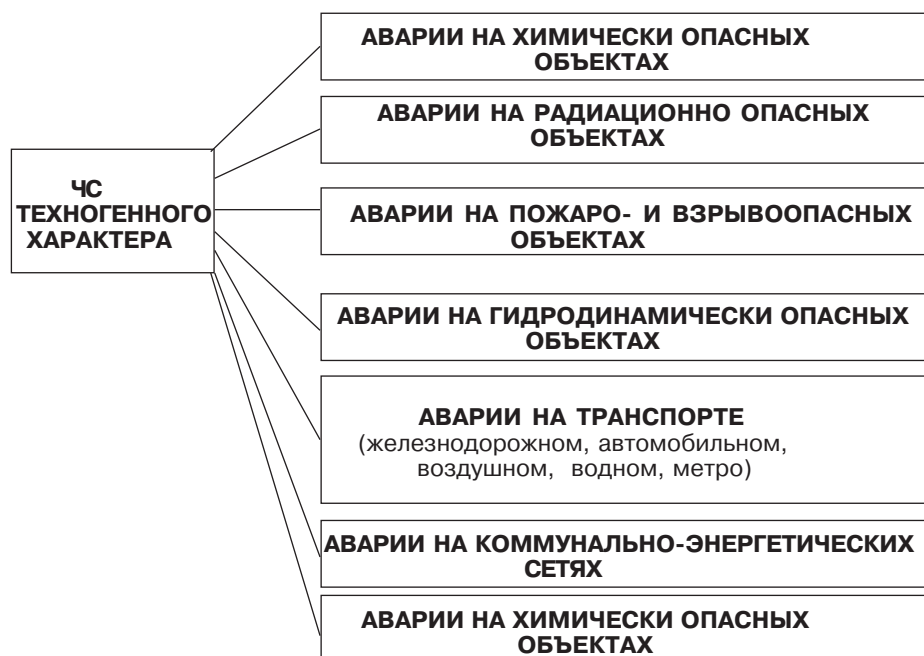 АВАРИИ НА ХИМИЧЕСКИ ОПАСНЫХ
ОБЪЕКТАХ
АВАРИИ НА РАДИАЦИОННО ОПАСНЫХ
ОБЪЕКТАХ
ЧС
ТЕХНОГЕННОГО
ХАРАКТЕРА
АВАРИИ НА ПОЖАРО- И ВЗРЫВООПАСНЫХ
ОБЪЕКТАХ
АВАРИИ НА ГИДРОДИНАМИЧЕСКИ ОПАСНЫХ
ОБЪЕКТАХ
АВАРИИ НА ТРАНСПОРТЕ
(железнодорожном, автомобильном,
воздушном, водном, метро)
АВАРИИ НА КОММУНАЛЬНО-ЭНЕРГЕТИЧЕСКИХ
СЕТЯХ
АВАРИИ НА ХИМИЧЕСКИ ОПАСНЫХ
ОБЪЕКТАХ